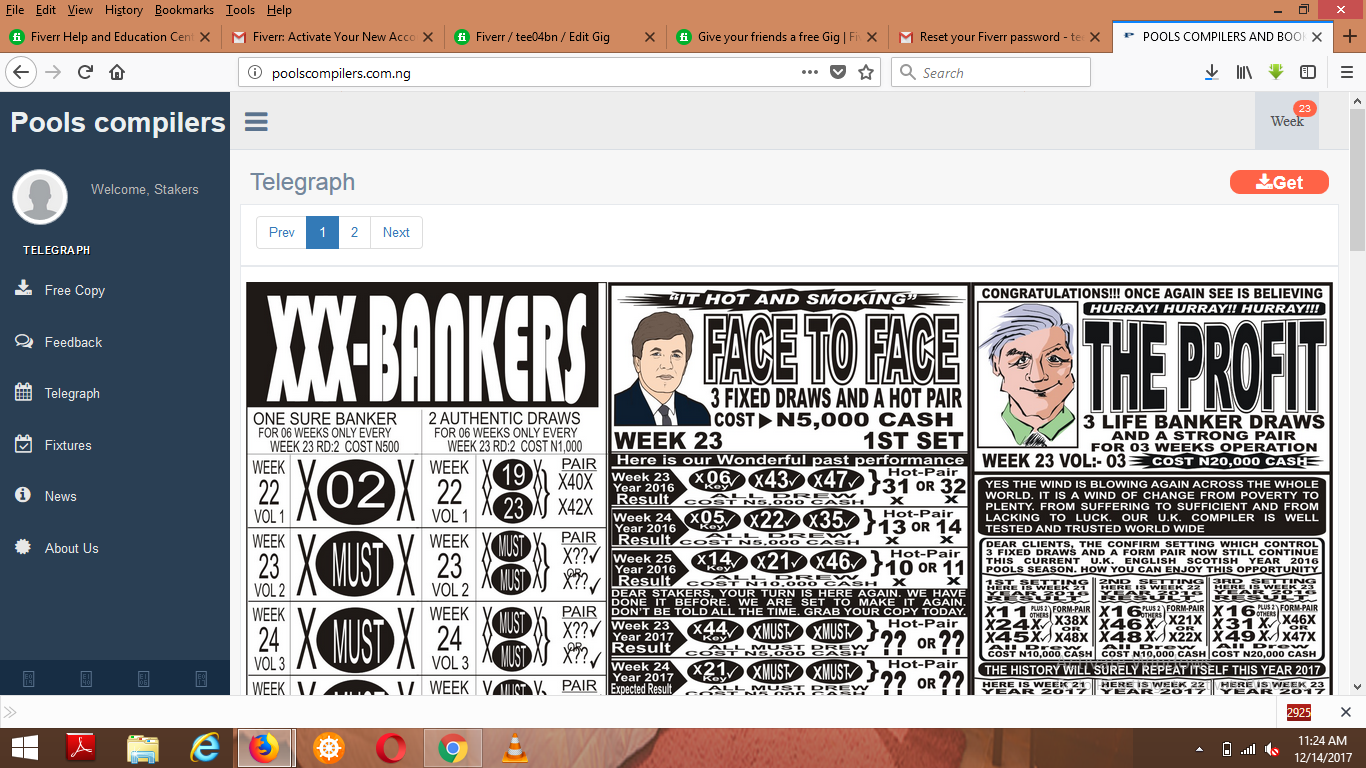 File Edit View History Bookmarks Tools Help
Fiverr Help and Education Cent
Fiverr: Activate Your New Acco
Fiverr / tee04bn / Edit Gig
Give your friends a free Gig | Fiv
Reset your Fiverr password - tee
POOLS COMPILERS AND BOO
poolscompilers.com.ng
Search
Pools compilers
Week
23
Welcome, Stakers
TELEGRAPH
Free Copy
Feedback
Telegraph
Fixtures
News
About Us
Telegraph
Get
Prev 1 2 Next
XXX-BANKERS
ONE SURE BANKER
FOR 06 WEEKS ONLY EVERY
WEEK 23 RD:2 COST N500
2 AUTHENTIC DRAWS
FOR 06 WEEKS ONLY EVERY
WEEK 23 RD:2 COST N1,000
WEEK 22 VOL 1 X 02 X
WEEK 22 VOL 1 X 19 X X 23 X PAIR X40X X42X
WEEK 23 VOL 2 X MUST X
WEEK 23 VOL 2 X MUST X X MUST X PAIR X??✓ OR X??✓
WEEK 24 VOL 3 X MUST X
WEEK 24 VOL 3 X MUST X X MUST X PAIR X??✓ X??✓
WEEK
WEEK
PAIR
"IT HOT AND SMOKING"
FACE TO FACE
3 FIXED DRAWS AND A HOT PAIR
COST N5,000 CASH
WEEK 23 1ST SET
Here is our Wonderful past performance
Week 23 Year 2016 Result X06✓ Key X43✓ X47✓ Hot-Pair 31 OR 32 X X
ALL DREW
COST N5,000 CASH
Week 24 Year 2016 Result X05✓ Key X22✓ X35✓ Hot-Pair 13 OR 14 X X
ALL DREW
COST N5,000 CASH
Week 25 Year 2016 Result X14✓ Key X21✓ X46✓ Hot-Pair 10 OR 11 X X
ALL DREW
COST N10,000 CASH
DEAR STAKERS, YOUR TURN IS HERE AGAIN. WE HAVE
DONE IT BEFORE. WE ARE SET TO MAKE IT AGAIN.
DON'T BE TOLD ALL THE TIME. GRAB YOUR COPY TODAY.
Week 23 Year 2017 Result X44✓ Key XMUST✓ XMUST✓ Hot-Pair ?? OR ??
ALL MUST DREW
COST N5,000 CASH
Week 24 Year 2017 Expected Result X21✓ Key XMUST✓ XMUST✓ Hot-Pair ?? OR ??
ALL MUST DREW
COST N5,000 CASH
CONGRATULATIONS!!! ONCE AGAIN SEE IS BELIEVING
HURRAY! HURRAY!! HURRAY!!!
THE PROFIT
3 LIFE BANKER DRAWS
AND A STRONG PAIR
FOR 03 WEEKS OPERATION
WEEK 23 VOL:- 03 COST N20,000 CASH
YES THE WIND IS BLOWING AGAIN ACROSS THE WHOLE
WORLD. IT IS A WIND OF CHANGE FROM POVERTY TO
PLENTY. FROM SUFFERING TO SUFFICIENT AND FROM
LACKING TO LUCK. OUR U.K. COMPILER IS WELL
TESTED AND TRUSTED WORLD WIDE
DEAR CLIENTS, THE CONFIRM SETTING WHICH CONTROL
3 FIXED DRAWS AND A FORM PAIR NOW STILL CONTINUE
THIS CURRENT U.K. ENGLISH SCOTISH YEAR 2016
POOLS SEASON. HOW YOU CAN ENJOY THIS OPPORTUNITY
1ST SETTING 2ND SETTING 3RD SETTING
HERE IS WEEK 21 HERE IS WEEK 22 HERE IS WEEK 23
YEAR 2016 YEAR 2016 YEAR 2016
RESULT RESULT RESULT
X11 PLUS 2 OTHERS FORM-PAIR X16 PLUS 2 OTHERS FORM-PAIR X16 PLUS 2 OTHERS FORM-PAIR
X24X X38X X46X X21X X31X X46X
X45X OR X48X X48X OR X22X X49X OR X47X
All Drew All Drew All Drew
COST N10,000 CASH COST N10,000 CASH COST N20,000 CASH
THE HISTORY WILL SURELY REPEAT ITSELF THIS YEAR 2017
HERE IS WEEK 21 HERE IS WEEK 22 HERE IS WEEK 23
YEAR 2017 YEAR 2017 YEAR 2017
2925
11:24 AM
12/14/2017